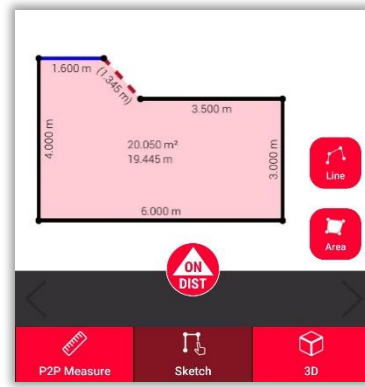 1.600 m
(1.345 m)
3.500 m
4.000 m
20.050 m²
19.445 m
3.000 m
6.000 m
Line
Area
ON
DIST
P2P Measure
Sketch
3D